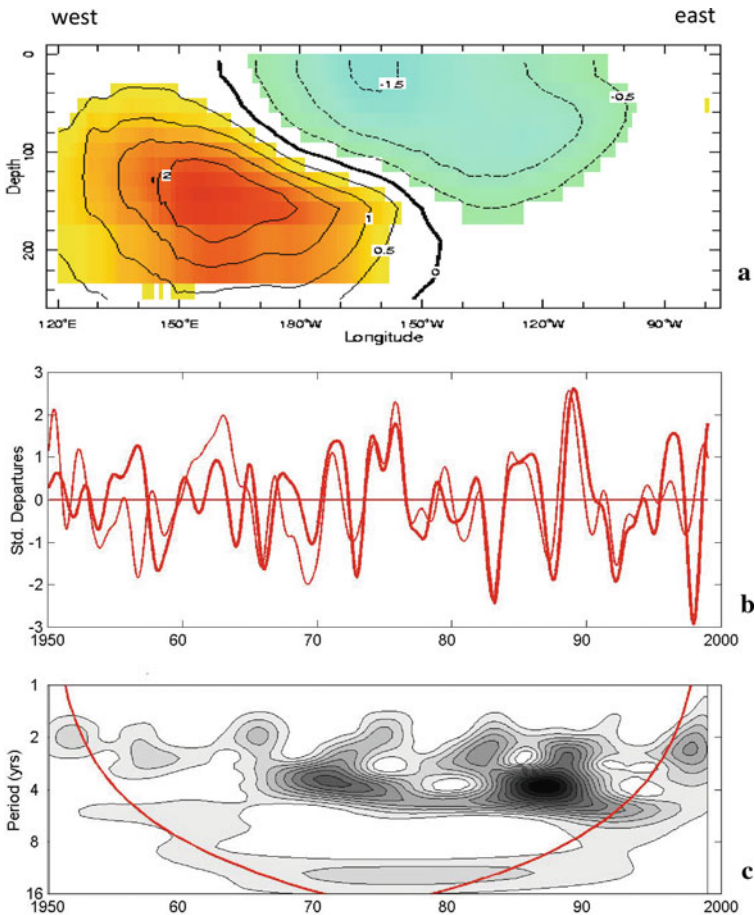 west east
0
100
200
Depth
-1.5
-0.5
2
1
0.5
0
a
120°E 150°E 180°W 150°W 120°W 90°W
Longitude
3
2
1
0
-1
-2
-3
Std. Departures
b
1950 60 70 80 90 2000
1
2
4
8
16
Period (yrs)
c
1950 60 70 80 90 2000